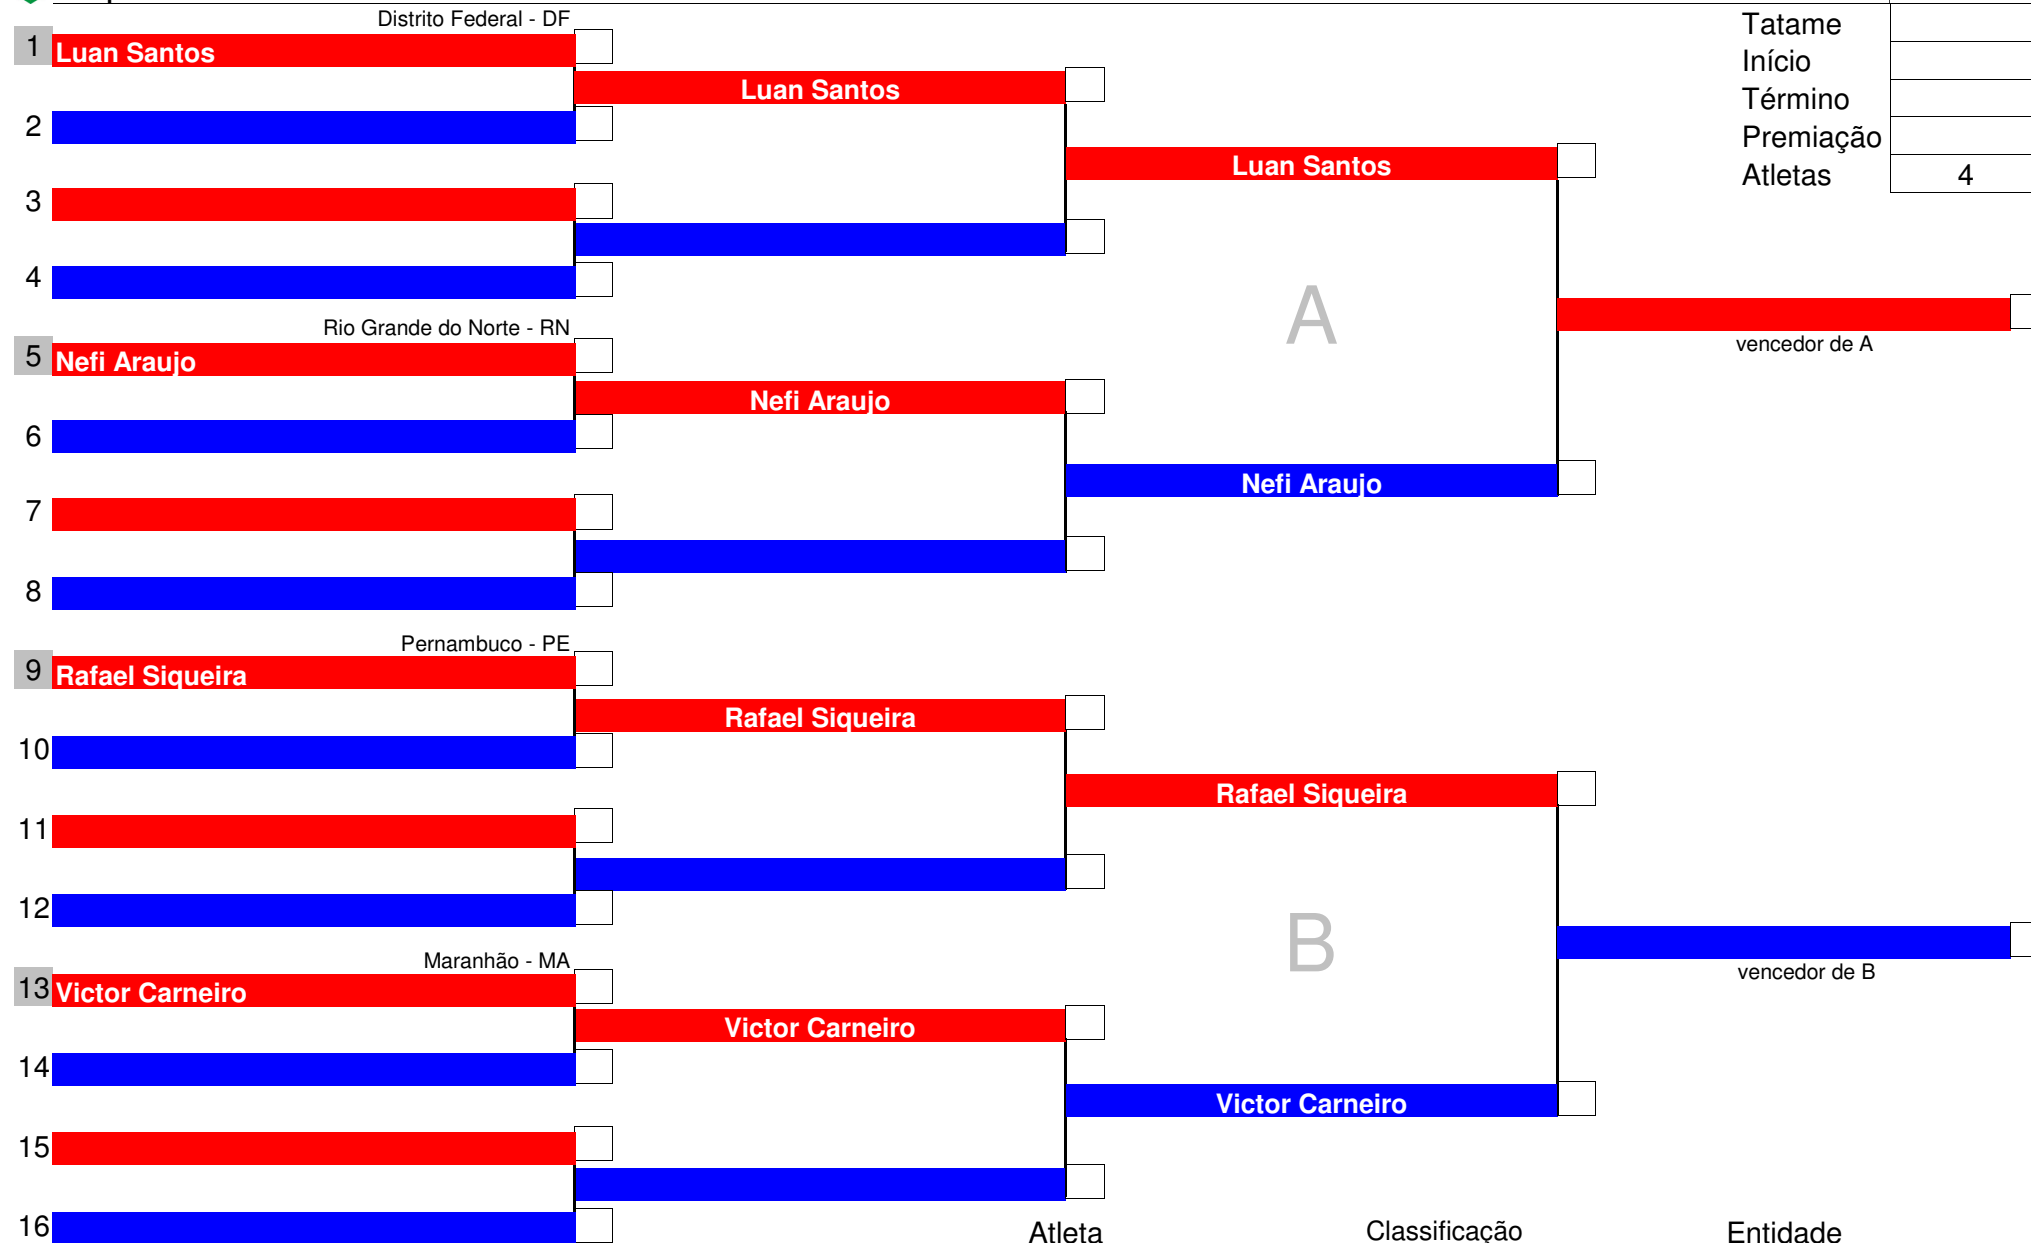 Distrito Federal - DF
1 Luan Santos
Luan Santos
2
Luan Santos
3
4
Tatame
Início
Término
Premiação
Atletas 4
A
vencedor de A
Rio Grande do Norte - RN
5 Nefi Araujo
Nefi Araujo
6
Nefi Araujo
7
8
Pernambuco - PE
9 Rafael Siqueira
Rafael Siqueira
10
Rafael Siqueira
11
12
B
vencedor de B
Maranhão - MA
13 Victor Carneiro
Victor Carneiro
14
Victor Carneiro
15
16
Atleta Classificação Entidade